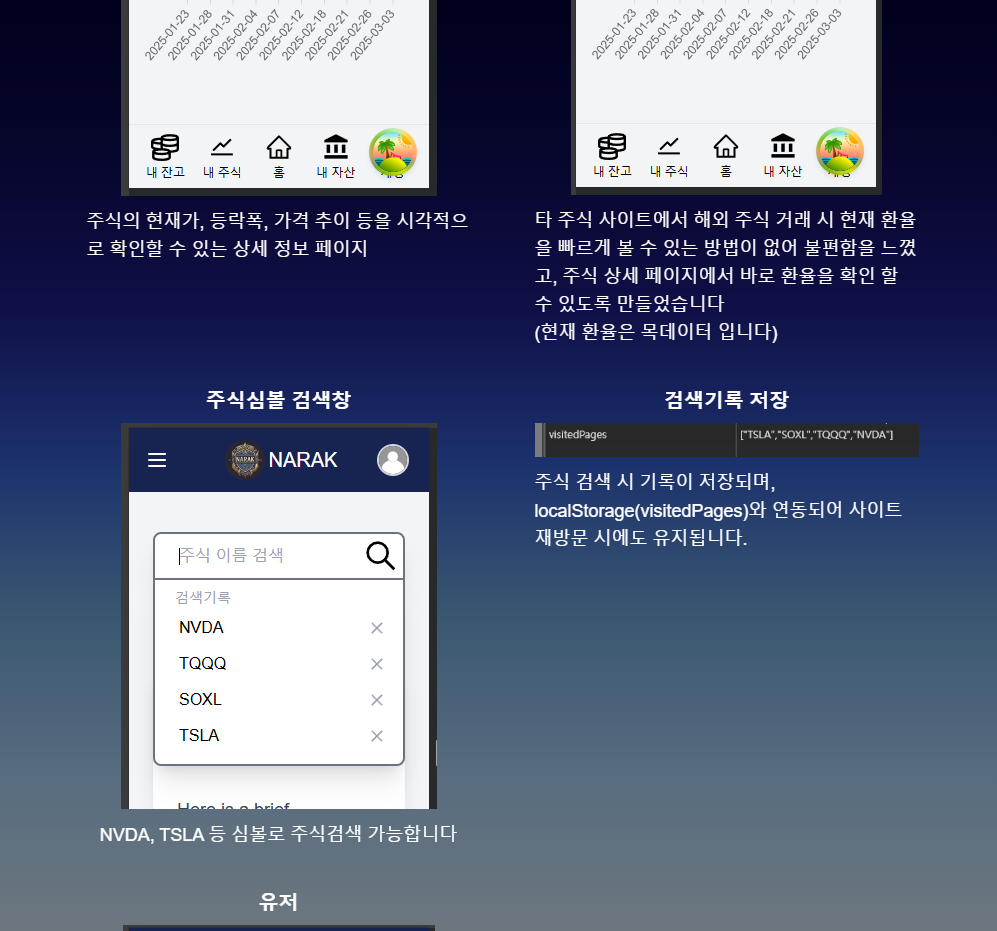 2025-01-23
2025-01-28
2025-01-31
2025-02-04
2025-02-07
2025-02-12
2025-02-18
2025-02-21
2025-02-26
2025-03-03
내 잔고
내 주식
홈
내 자산
주식의 현재가, 등락폭, 가격 추이 등을 시각적으
로 확인할 수 있는 상세 정보 페이지
2025-01-23
2025-01-28
2025-01-31
2025-02-04
2025-02-07
2025-02-12
2025-02-18
2025-02-21
2025-02-26
2025-03-03
내 잔고
내 주식
홈
내 자산
타 주식 사이트에서 해외 주식 거래 시 현재 환율
을 빠르게 볼 수 있는 방법이 없어 불편함을 느꼈
고, 주식 상세 페이지에서 바로 환율을 확인 할
수 있도록 만들었습니다
(현재 환율은 목데이터 입니다)
주식심볼 검색창
NARAK
NARAK
주식 이름 검색
검색기록
NVDA
TQQQ
SOXL
TSLA
Here is a brief
NVDA, TSLA 등 심볼로 주식검색 가능합니다
검색기록 저장
visitedPages ["TSLA","SOXL","TQQQ","NVDA"]
주식 검색 시 기록이 저장되며,
localStorage(visitedPages)와 연동되어 사이트
재방문 시에도 유지됩니다.
유저